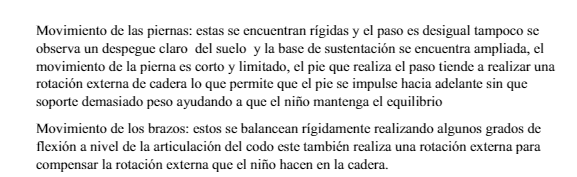 Movimiento de las piernas: estas se encuentran rígidas y el paso es desigual tampoco se
observa un despegue claro del suelo y la base de sustentación se encuentra ampliada, el
movimiento de la pierna es corto y limitado, el pie que realiza el paso tiende a realizar una
rotación externa de cadera lo que permite que el pie se impulse hacia adelante sin que
soporte demasiado peso ayudando a que el niño mantenga el equilibrio
Movimiento de los brazos: estos se balancean rígidamente realizando algunos grados de
flexión a nivel de la articulación del codo este también realiza una rotación externa para
compensar la rotación externa que el niño hacen en la cadera.